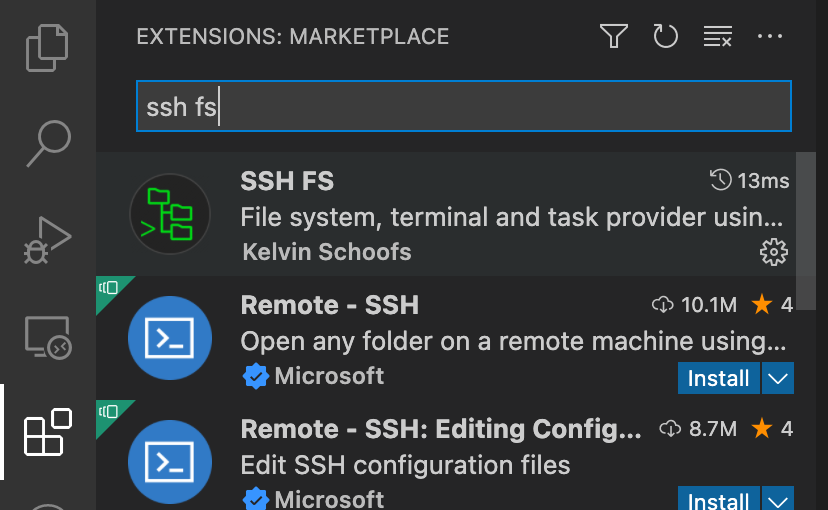 EXTENSIONS: MARKETPLACE
ssh fs
SSH FS 13ms
File system, terminal and task provider usin...
Kelvin Schoofs
Remote - SSH 10.1M 4
Open any folder on a remote machine using...
Microsoft Install
Remote - SSH: Editing Config... 8.7M 4
Edit SSH configuration files
Microsoft Install